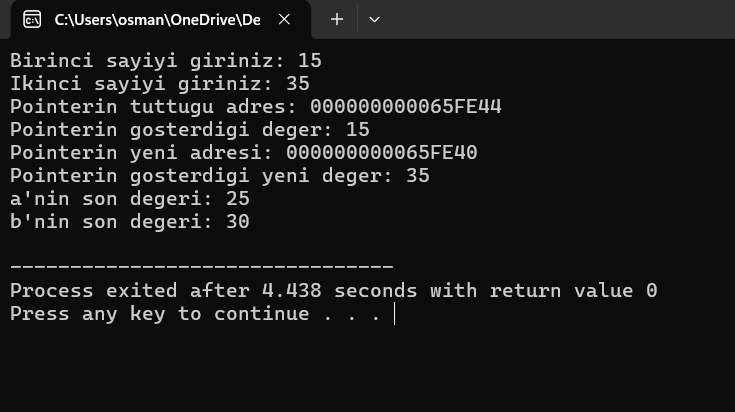 C:\Users\osman\OneDrive\De
Birinci sayiyi giriniz: 15
Ikinci sayiyi giriniz: 35
Pointerin tuttugu adres: 000000000065FE44
Pointerin gosterdigi deger: 15
Pointerin yeni adresi: 000000000065FE40
Pointerin gosterdigi yeni deger: 35
a'nin son degeri: 25
b'nin son degeri: 30
--------------------------------
Process exited after 4.438 seconds with return value 0
Press any key to continue . . .